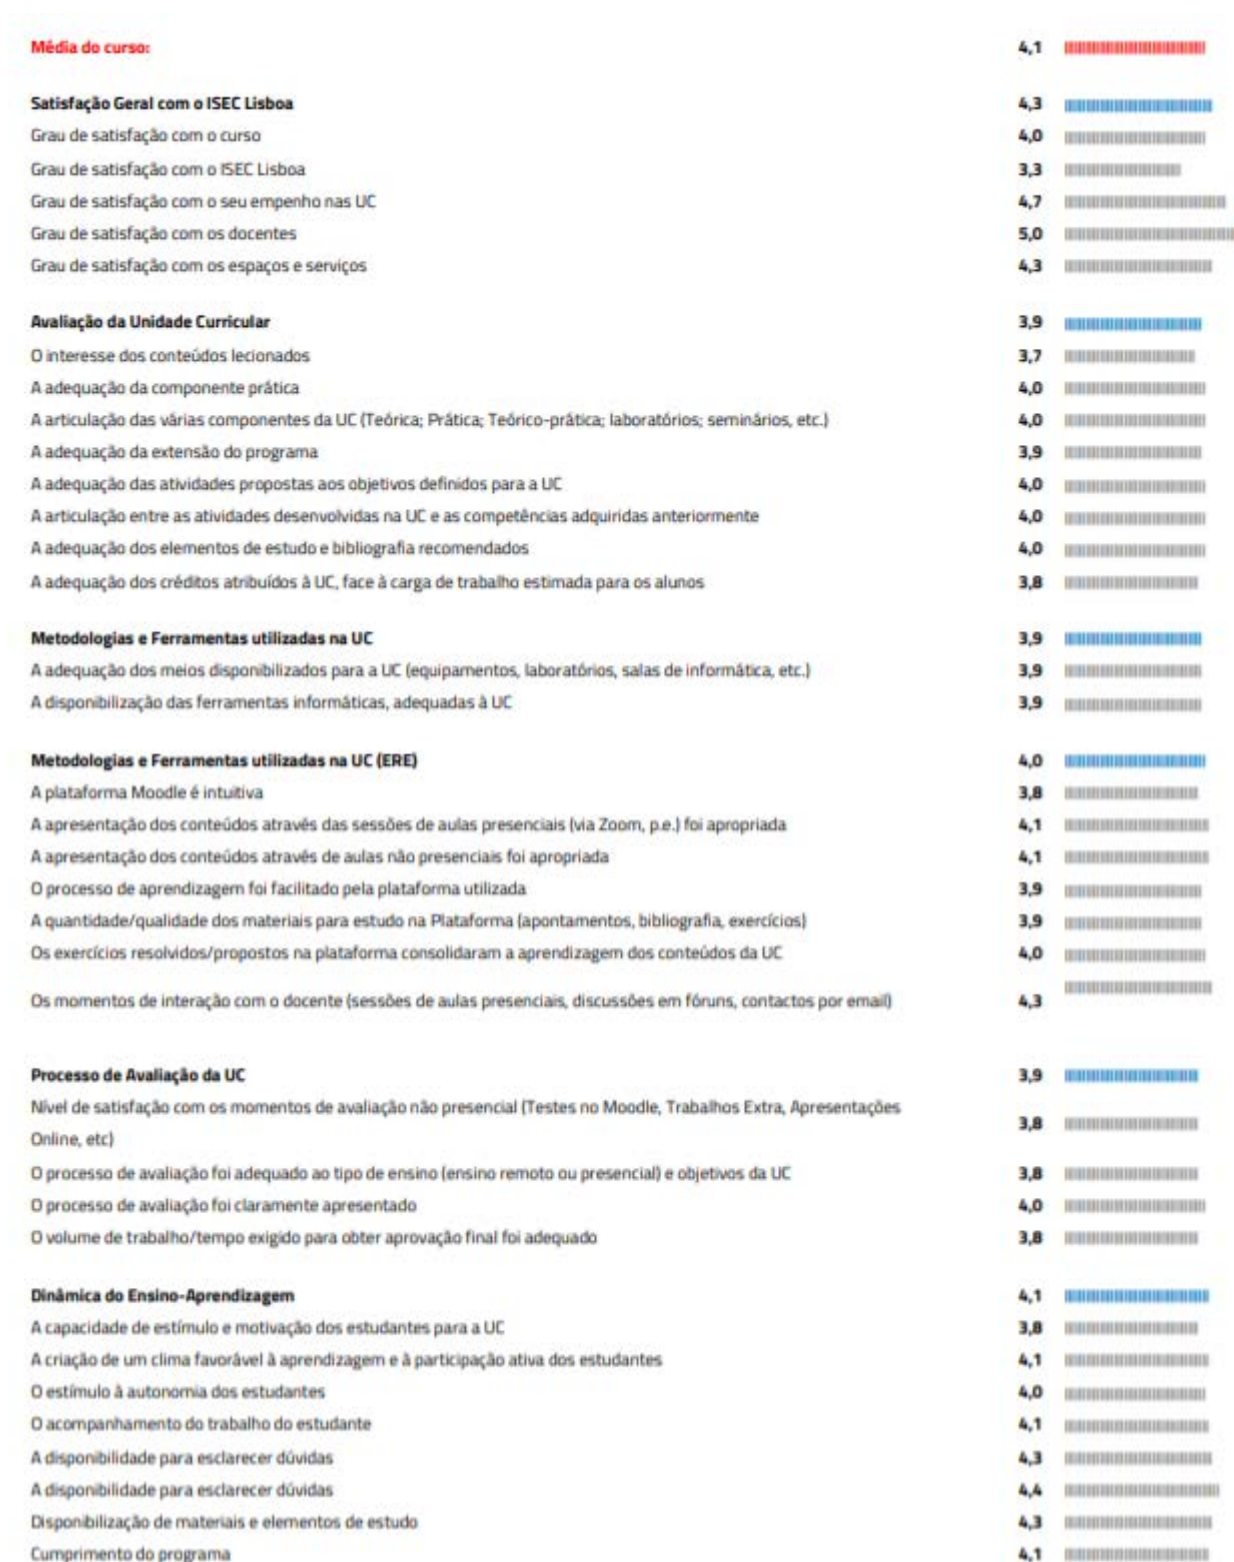 Média do curso: 4,1
Satisfação Geral com o ISEC Lisboa 4,3
Grau de satisfação com o curso 4,0
Grau de satisfação com o ISEC Lisboa 3,3
Grau de satisfação com o seu empenho nas UC 4,7
Grau de satisfação com os docentes 5,0
Grau de satisfação com os espaços e serviços 4,3
Avaliação da Unidade Curricular 3,9
O interesse dos conteúdos lecionados 3,7
A adequação da componente prática 4,0
A articulação das várias componentes da UC (Teórica; Prática; Teórico-prática; laboratórios; seminários, etc.) 4,0
A adequação da extensão do programa 3,9
A adequação das atividades propostas aos objetivos definidos para a UC 4,0
A articulação entre as atividades desenvolvidas na UC e as competências adquiridas anteriormente 4,0
A adequação dos elementos de estudo e bibliografia recomendados 4,0
A adequação dos créditos atribuídos à UC, face à carga de trabalho estimada para os alunos 3,8
Metodologias e Ferramentas utilizadas na UC 3,9
A adequação dos meios disponibilizados para a UC (equipamentos, laboratórios, salas de informática, etc.) 3,9
A disponibilização das ferramentas informáticas, adequadas à UC 3,9
Metodologias e Ferramentas utilizadas na UC (ERE) 4,0
A plataforma Moodle é intuitiva 3,8
A apresentação dos conteúdos através das sessões de aulas presenciais (via Zoom, p.e.) foi apropriada 4,1
A apresentação dos conteúdos através de aulas não presenciais foi apropriada 4,1
O processo de aprendizagem foi facilitado pela plataforma utilizada 3,9
A quantidade/qualidade dos materiais para estudo na Plataforma (apontamentos, bibliografia, exercícios) 3,9
Os exercícios resolvidos/propostos na plataforma consolidaram a aprendizagem dos conteúdos da UC 4,0
Os momentos de interação com o docente (sessões de aulas presenciais, discussões em fóruns, contactos por email) 4,3
Processo de Avaliação da UC 3,9
Nível de satisfação com os momentos de avaliação não presencial (Testes no Moodle, Trabalhos Extra, Apresentações
Online, etc) 3,8
O processo de avaliação foi adequado ao tipo de ensino (ensino remoto ou presencial) e objetivos da UC 3,8
O processo de avaliação foi claramente apresentado 4,0
O volume de trabalho/tempo exigido para obter aprovação final foi adequado 3,8
Dinâmica do Ensino-Aprendizagem 4,1
A capacidade de estímulo e motivação dos estudantes para a UC 3,8
A criação de um clima favorável à aprendizagem e à participação ativa dos estudantes 4,1
O estímulo à autonomia dos estudantes 4,0
O acompanhamento do trabalho do estudante 4,1
A disponibilidade para esclarecer dúvidas 4,3
A disponibilidade para esclarecer dúvidas 4,4
Disponibilização de materiais e elementos de estudo 4,3
Cumprimento do programa 4,1